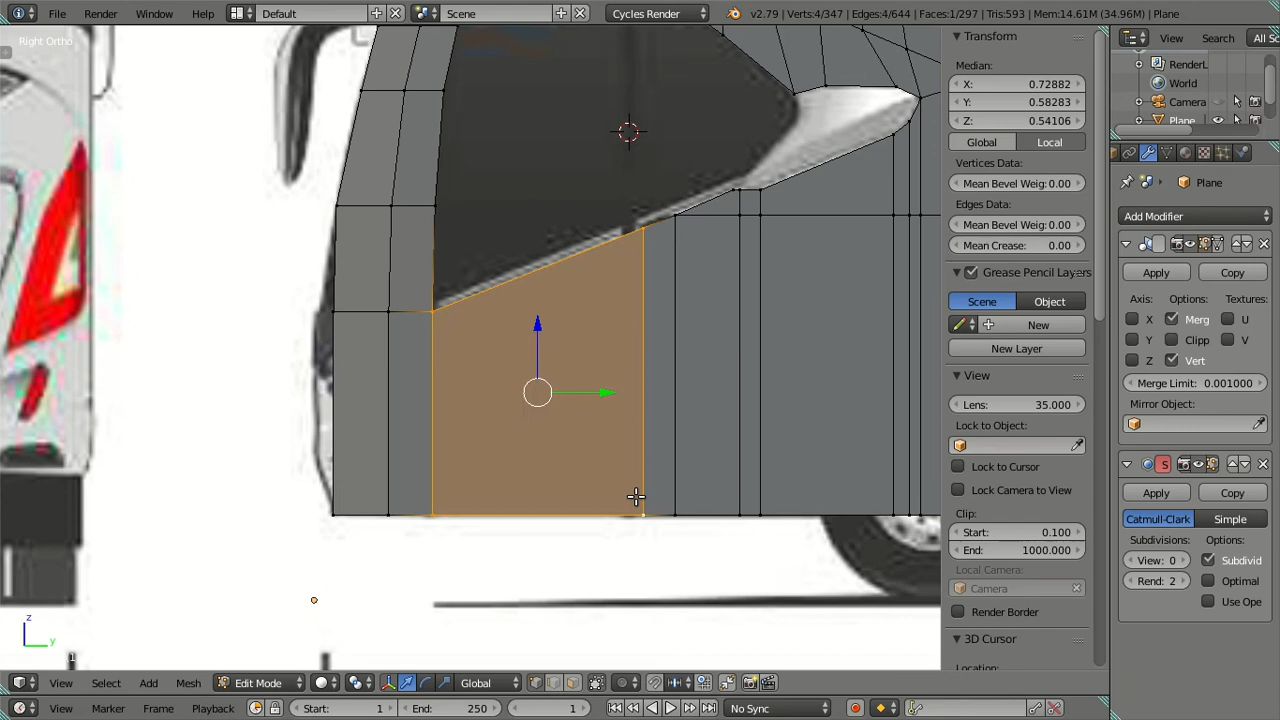 File Render Window Help Default Scene Cycles Render v2.79 | Verts:4/347 | Edges:4/644 | Faces:1/297 | Tris:593 | Mem:14.61M (34.96M) | Plane
Right Ortho
Transform
Median:
X: 0.72882
Y: 0.58283
Z: 0.54106
Global Local
Vertices Data:
Mean Bevel Weig: 0.00
Edges Data:
Mean Bevel Weig: 0.00
Mean Crease: 0.00
Grease Pencil Layers
Scene Object
New
New Layer
View
Lens: 35.000
Lock to Object:
Lock to Cursor
Lock Camera to View
Clip:
Start: 0.100
End: 1000.000
Local Camera:
Camera
Render Border
3D Cursor
Location:
View Search All Sc
RenderL
World
Camera
Plane
Plane
Add Modifier
Apply Copy
Axis: Options: Textures:
X Merg U
Y Clipp V
Z Vert
Merge Limit: 0.001000
Mirror Object:
S
Apply Copy
Catmull-Clark Simple
Subdivisions: Options:
View: 0 Subdivid
Rend: 2 Optimal
Use Ope
z
y
1
View Select Add Mesh Edit Mode Global
View Marker Frame Playback Start: 1 End: 250 1 No Sync